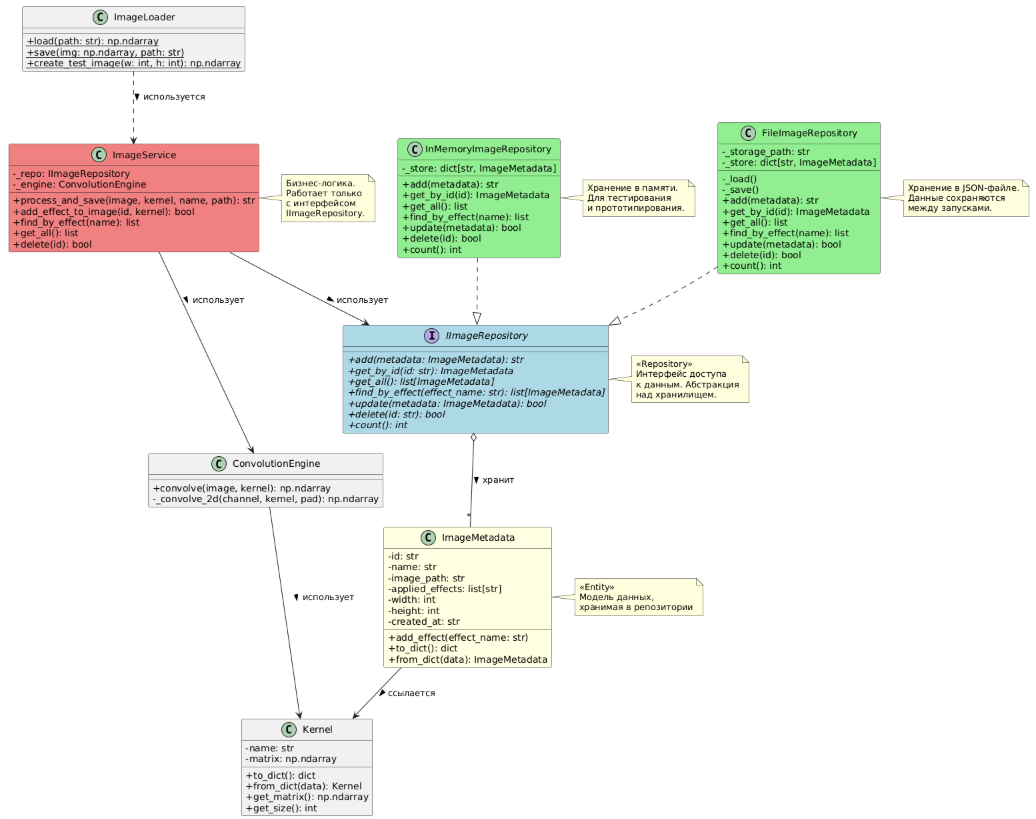 C ImageLoader
+load(path: str): np.ndarray
+save(img: np.ndarray, path: str)
+create_test_image(w: int, h: int): np.ndarray
используется
C ImageService
-_repo: IImageRepository
-_engine: ConvolutionEngine
+process_and_save(image, kernel, name, path): str
+add_effect_to_image(id, kernel): bool
+find_by_effect(name): list
+get_all(): list
+delete(id): bool
Бизнес-логика.
Работает только
с интерфейсом
IImageRepository.
C InMemoryImageRepository
-_store: dict[str, ImageMetadata]
+add(metadata): str
+get_by_id(id): ImageMetadata
+get_all(): list
+find_by_effect(name): list
+update(metadata): bool
+delete(id): bool
+count(): int
Хранение в памяти.
Для тестирования
и прототипирования.
C FileImageRepository
-_storage_path: str
-_store: dict[str, ImageMetadata]
-_load()
-_save()
+add(metadata): str
+get_by_id(id): ImageMetadata
+get_all(): list
+find_by_effect(name): list
+update(metadata): bool
+delete(id): bool
+count(): int
Хранение в JSON-файле.
Данные сохраняются
между запусками.
использует
использует
I IImageRepository
+add(metadata: ImageMetadata): str
+get_by_id(id: str): ImageMetadata
+get_all(): list[ImageMetadata]
+find_by_effect(effect_name: str): list[ImageMetadata]
+update(metadata: ImageMetadata): bool
+delete(id: str): bool
+count(): int
«Repository»
Интерфейс доступа
к данным. Абстракция
над хранилищем.
C ConvolutionEngine
+convolve(image, kernel): np.ndarray
-_convolve_2d(channel, kernel, pad): np.ndarray
хранит
*
C ImageMetadata
-id: str
-name: str
-image_path: str
-applied_effects: list[str]
-width: int
-height: int
-created_at: str
+add_effect(effect_name: str)
+to_dict(): dict
+from_dict(data): ImageMetadata
«Entity»
Модель данных,
хранимая в репозитории
использует
ссылается
C Kernel
-name: str
-matrix: np.ndarray
+to_dict(): dict
+from_dict(data): Kernel
+get_matrix(): np.ndarray
+get_size(): int